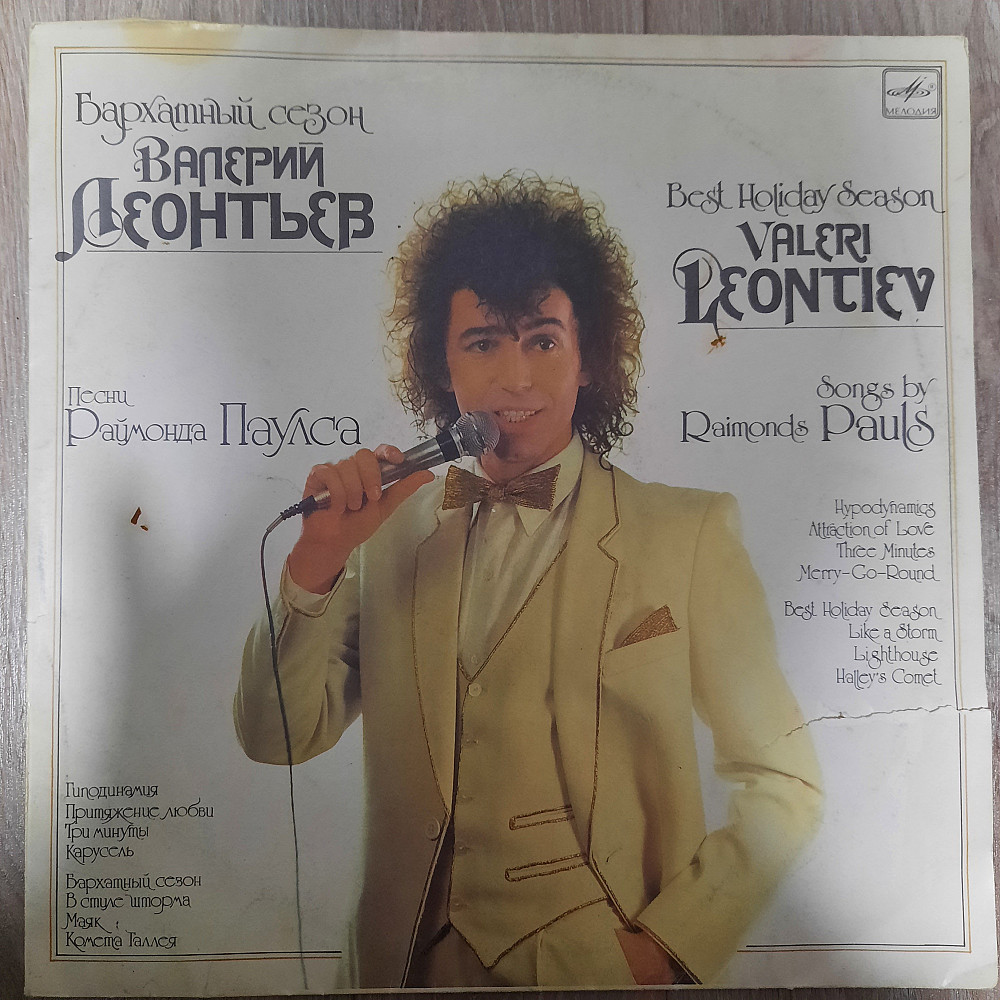 Бархатный сезон
Валерий
Леонтьев
МЕЛОДИЯ
Best Holiday Season
Valeri
Leontiev
Песни
Раймонда Паулса
Songs by
Raimonds Pauls
Hypodynamics
Attraction of Love
Three Minutes
Merry-Go-Round
Best Holiday Season
Like a Storm
Lighthouse
Halley's Comet
Гиподинамия
Притяжение любви
Три минуты
Карусель
Бархатный сезон
В стиле шторма
Маяк
Комета Галлея